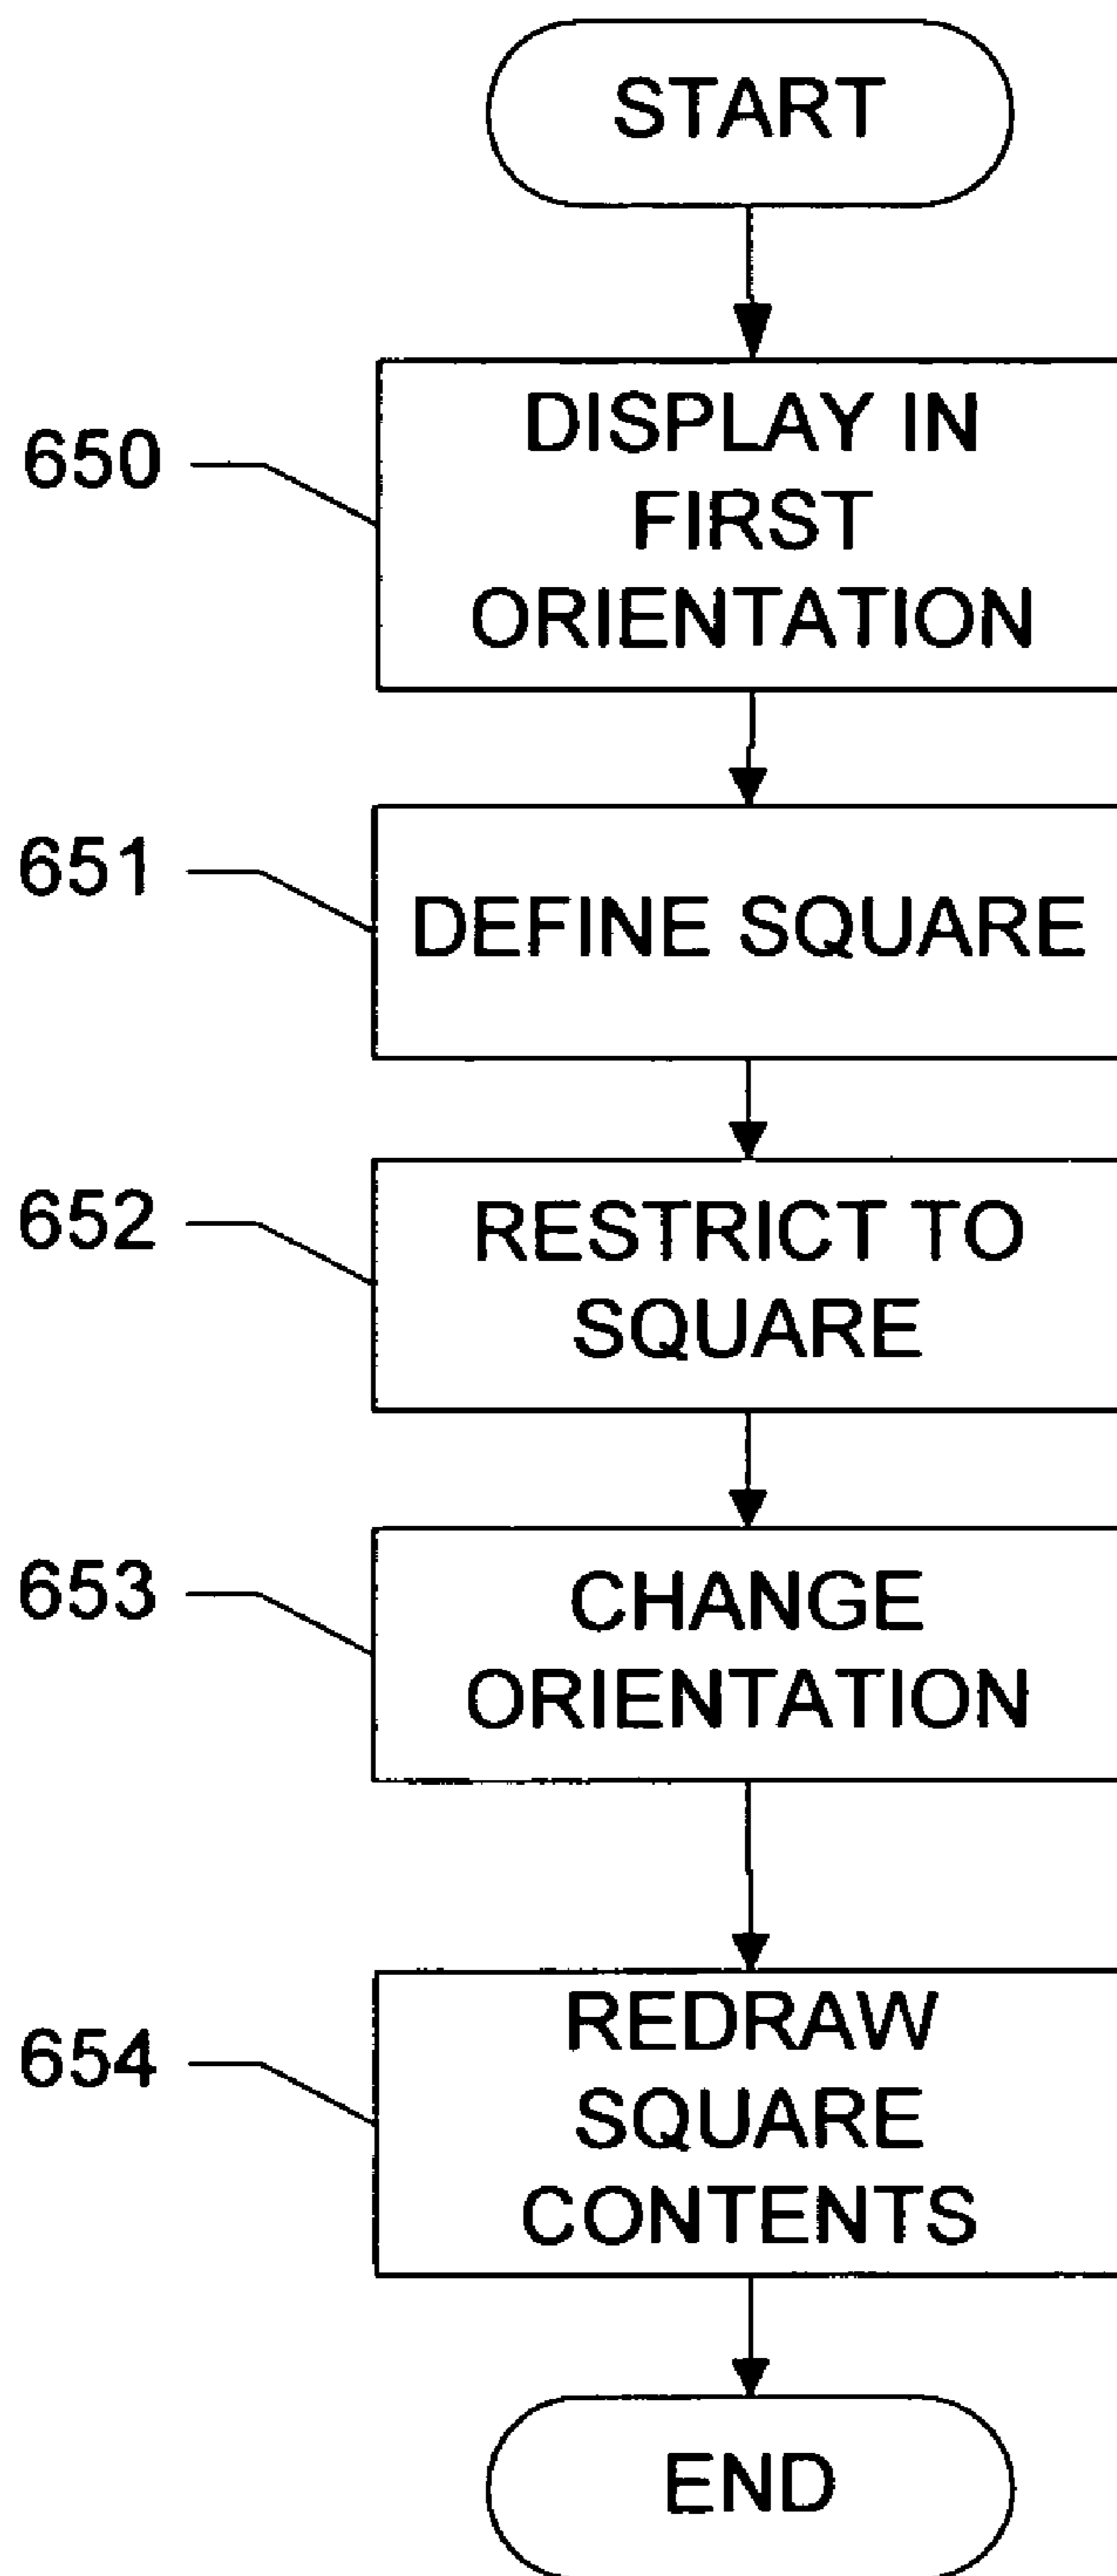 START
650
DISPLAY IN
FIRST
ORIENTATION
651
DEFINE SQUARE
652
RESTRICT TO
SQUARE
653
CHANGE
ORIENTATION
654
REDRAW
SQUARE
CONTENTS
END